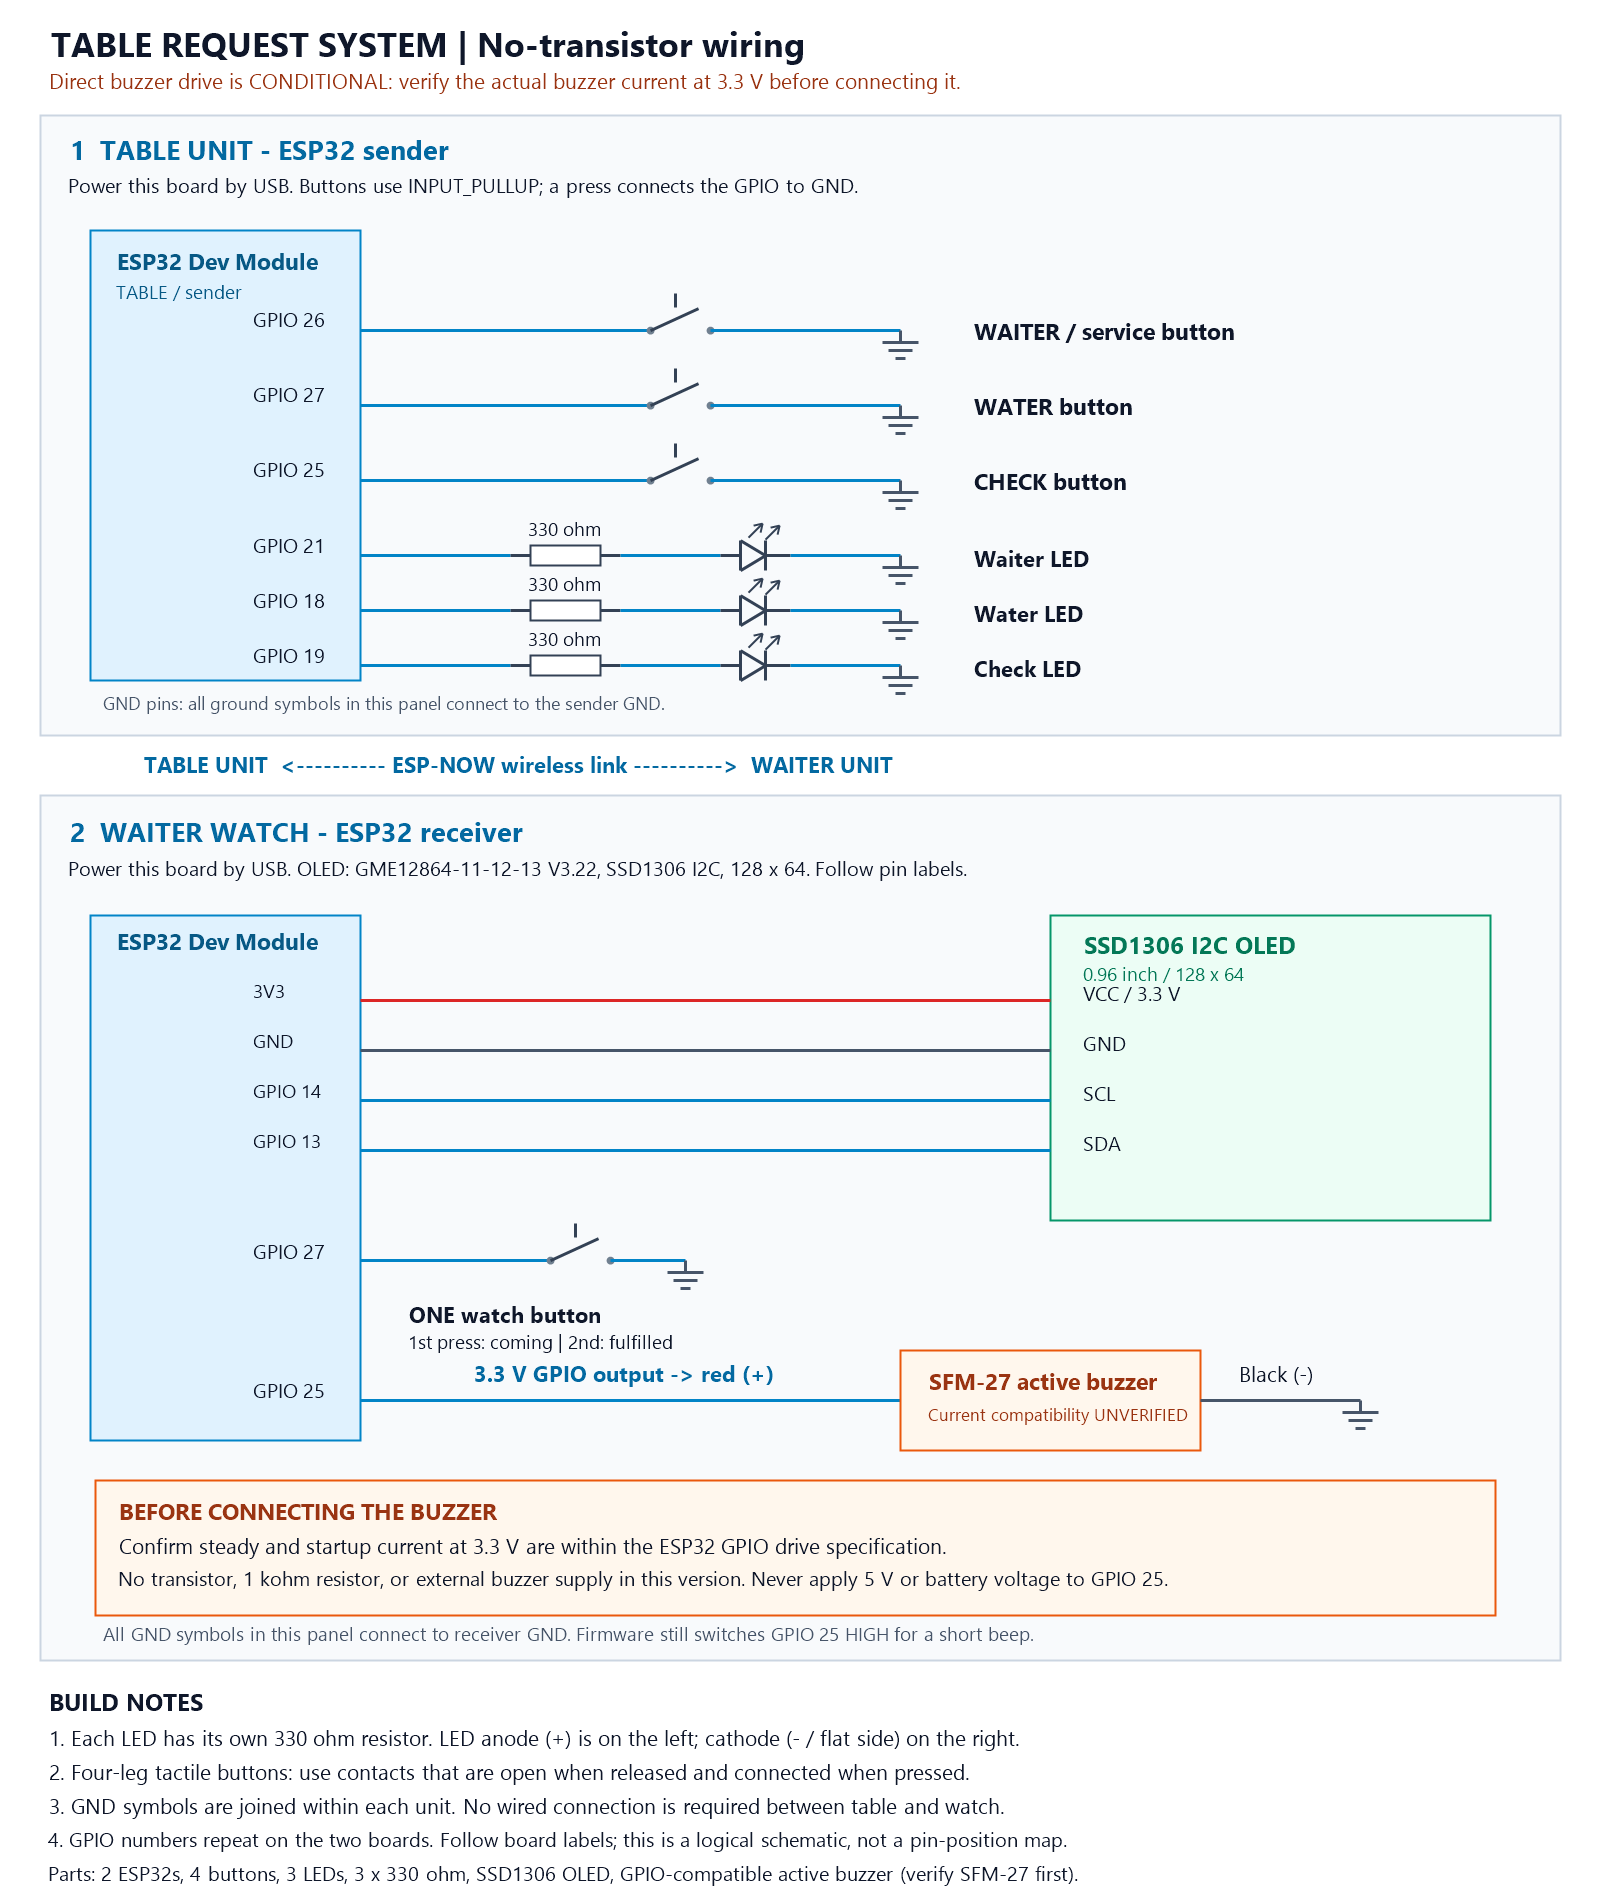 TABLE REQUEST SYSTEM | No-transistor wiring
Direct buzzer drive is CONDITIONAL: verify the actual buzzer current at 3.3 V before connecting it.
1 TABLE UNIT - ESP32 sender
Power this board by USB. Buttons use INPUT_PULLUP; a press connects the GPIO to GND.
ESP32 Dev Module
TABLE / sender
GPIO 26
WAITER / service button
GPIO 27
WATER button
GPIO 25
CHECK button
330 ohm
GPIO 21
Waiter LED
330 ohm
GPIO 18
Water LED
330 ohm
GPIO 19
Check LED
GND pins: all ground symbols in this panel connect to the sender GND.
TABLE UNIT <---------- ESP-NOW wireless link ----------> WAITER UNIT
2 WAITER WATCH - ESP32 receiver
Power this board by USB. OLED: GME12864-11-12-13 V3.22, SSD1306 I2C, 128 x 64. Follow pin labels.
ESP32 Dev Module
SSD1306 I2C OLED
0.96 inch / 128 x 64
3V3
VCC / 3.3 V
GND
GND
GPIO 14
SCL
GPIO 13
SDA
GPIO 27
ONE watch button
1st press: coming | 2nd: fulfilled
3.3 V GPIO output -> red (+)
GPIO 25
SFM-27 active buzzer
Current compatibility UNVERIFIED
Black (-)
BEFORE CONNECTING THE BUZZER
Confirm steady and startup current at 3.3 V are within the ESP32 GPIO drive specification.
No transistor, 1 kohm resistor, or external buzzer supply in this version. Never apply 5 V or battery voltage to GPIO 25.
All GND symbols in this panel connect to receiver GND. Firmware still switches GPIO 25 HIGH for a short beep.
BUILD NOTES
1. Each LED has its own 330 ohm resistor. LED anode (+) is on the left; cathode (- / flat side) on the right.
2. Four-leg tactile buttons: use contacts that are open when released and connected when pressed.
3. GND symbols are joined within each unit. No wired connection is required between table and watch.
4. GPIO numbers repeat on the two boards. Follow board labels; this is a logical schematic, not a pin-position map.
Parts: 2 ESP32s, 4 buttons, 3 LEDs, 3 x 330 ohm, SSD1306 OLED, GPIO-compatible active buzzer (verify SFM-27 first).